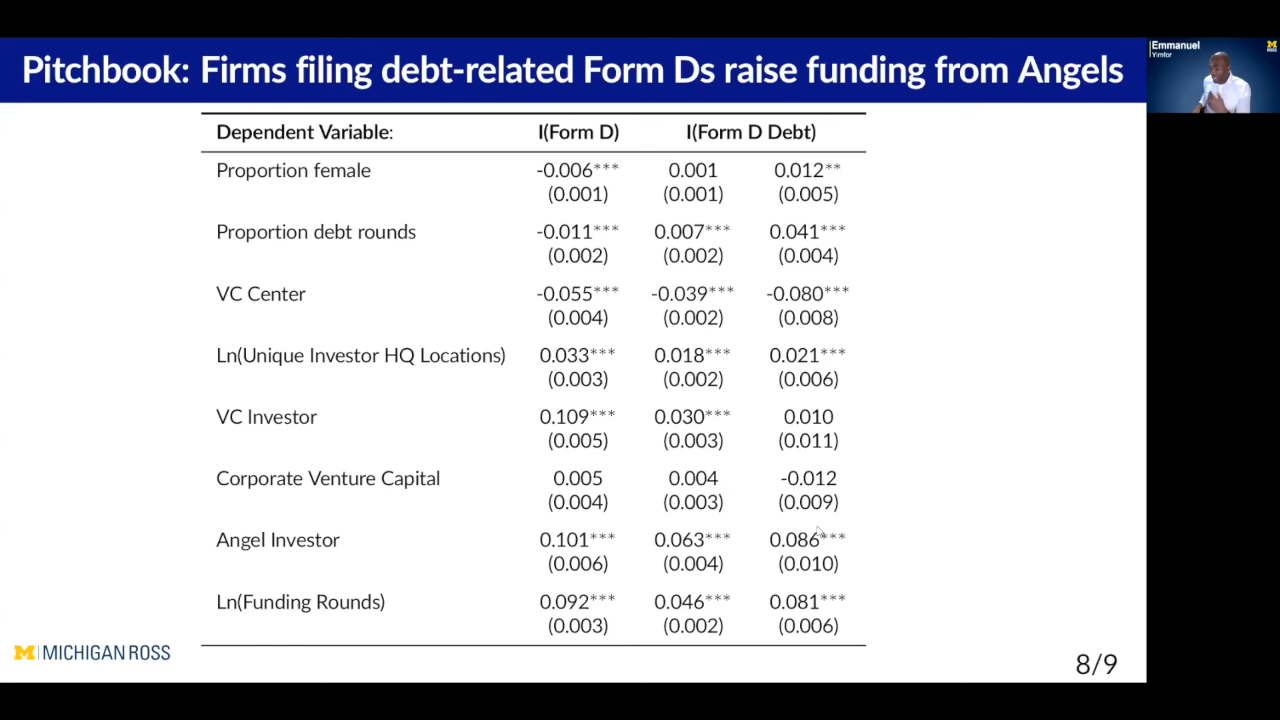 Pitchbook: Firms filing debt-related Form Ds raise funding from Angels
Emmanuel
Yimfor
M
ROSS
Dependent Variable: I(Form D) I(Form D Debt)
Proportion female -0.006*** 0.001 0.012**
(0.001) (0.001) (0.005)
Proportion debt rounds -0.011*** 0.007*** 0.041***
(0.002) (0.002) (0.004)
VC Center -0.055*** -0.039*** -0.080***
(0.004) (0.002) (0.008)
Ln(Unique Investor HQ Locations) 0.033*** 0.018*** 0.021***
(0.003) (0.002) (0.006)
VC Investor 0.109*** 0.030*** 0.010
(0.005) (0.003) (0.011)
Corporate Venture Capital 0.005 0.004 -0.012
(0.004) (0.003) (0.009)
Angel Investor 0.101*** 0.063*** 0.086***
(0.006) (0.004) (0.010)
Ln(Funding Rounds) 0.092*** 0.046*** 0.081***
(0.003) (0.002) (0.006)
M MICHIGAN ROSS
8/9